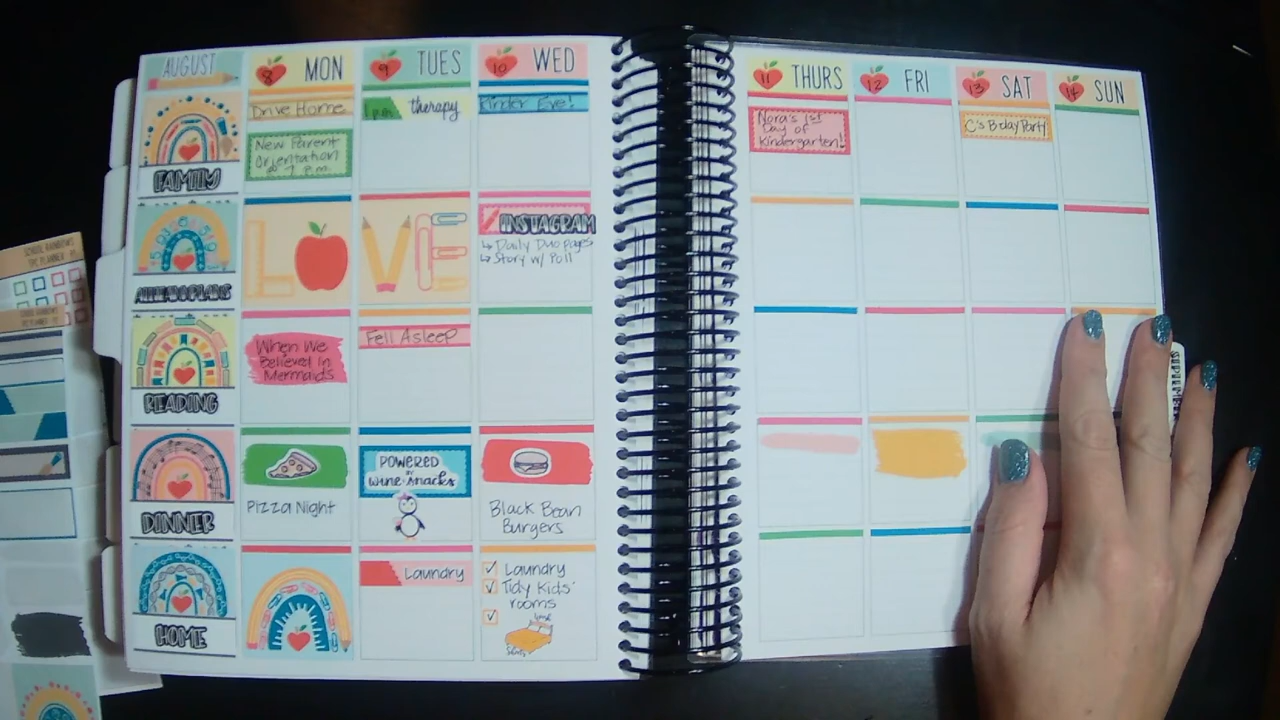 AUGUST
8 MON
9 TUES
10 WED
11 THURS
12 FRI
13 SAT
14 SUN
Drive Home
New Parent
Orientation
@ 7 p.m.
therapy
Kinder Eve!
Nora's 1st
Day of
Kindergarten!
C's B-day Party!
FAMILY
LOVE
INSTAGRAM
↳ Daily Duo pages
↳ Story w/ Poll
When We
Believed In
Mermaids
Fell Asleep
READING
Pizza Night
POWERED
BY
wine + snacks
Black Bean
Burgers
DINNER
Laundry
Laundry
Tidy Kids'
rooms
HOME
SCHOOL RAINBOWS